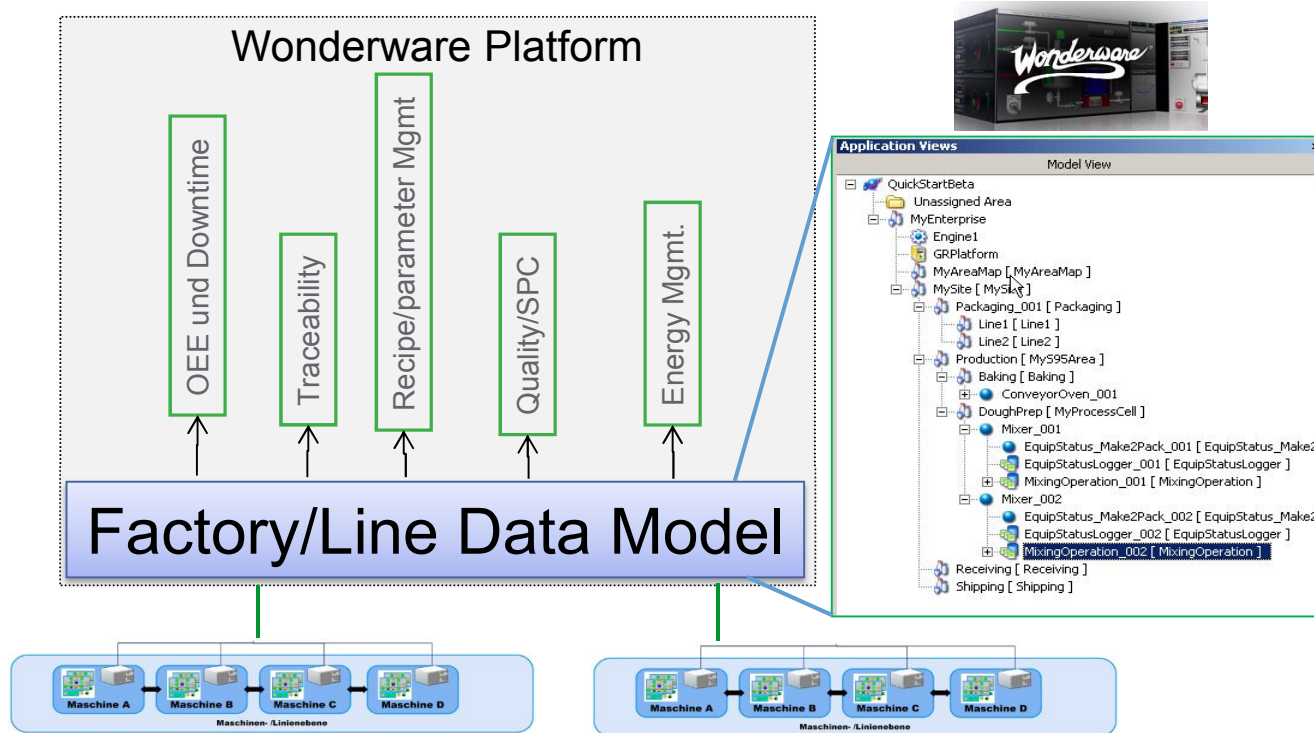 Wonderware Platform
OEE und Downtime
Traceability
Recipe/parameter Mgmt
Quality/SPC
Energy Mgmt.
Factory/Line Data Model
Wonderware
Application Views
Model View
QuickStartBeta
Unassigned Area
MyEnterprise
Engine1
GRPlatform
MyAreaMap [ MyAreaMap ]
MySite [ MySite ]
Packaging_001 [ Packaging ]
Line1 [ Line1 ]
Line2 [ Line2 ]
Production [ MyS95Area ]
Baking [ Baking ]
ConveyorOven_001
DoughPrep [ MyProcessCell ]
Mixer_001
EquipStatus_Make2Pack_001 [ EquipStatus_Make2
EquipStatusLogger_001 [ EquipStatusLogger ]
MixingOperation_001 [ MixingOperation ]
Mixer_002
EquipStatus_Make2Pack_002 [ EquipStatus_Make2
EquipStatusLogger_002 [ EquipStatusLogger ]
MixingOperation_002 [ MixingOperation ]
Receiving [ Receiving ]
Shipping [ Shipping ]
Maschine A
Maschine B
Maschine C
Maschine D
Maschinen- /Linienebene
Maschine A
Maschine B
Maschine C
Maschine D
Maschinen- /Linienebene